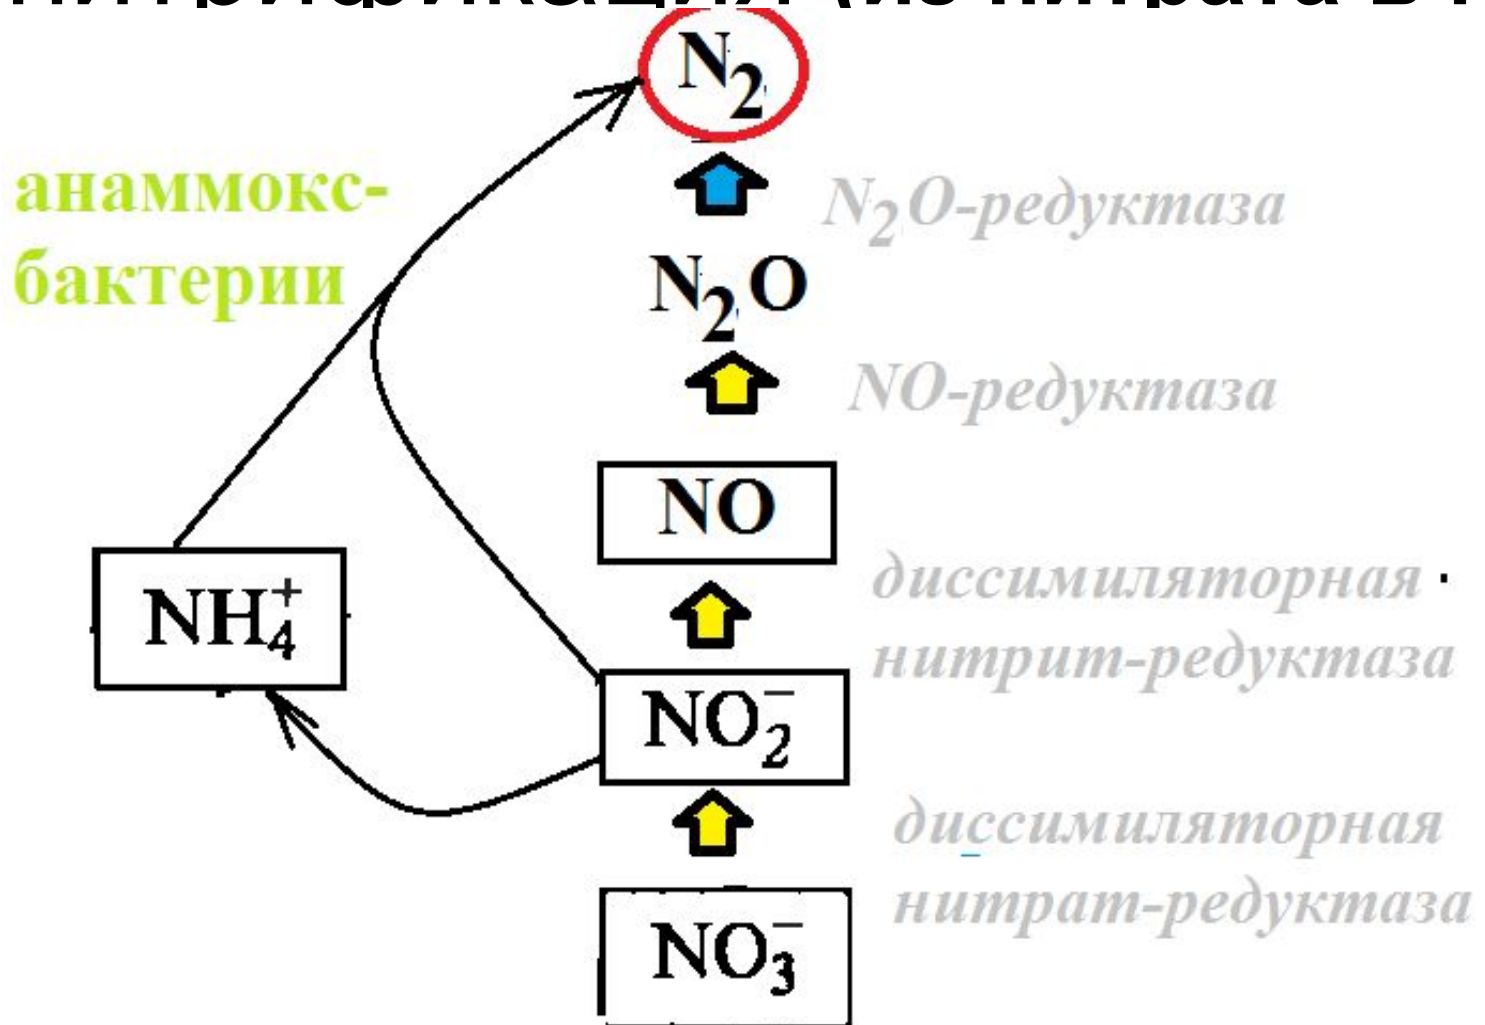 N₂
анаммокс-
бактерии
N₂O-редуктаза
N₂O
NO-редуктаза
NO
диссимиляторная
нитрит-редуктаза
NH₄⁺
NO₂⁻
диссимиляторная
нитрат-редуктаза
NO₃⁻